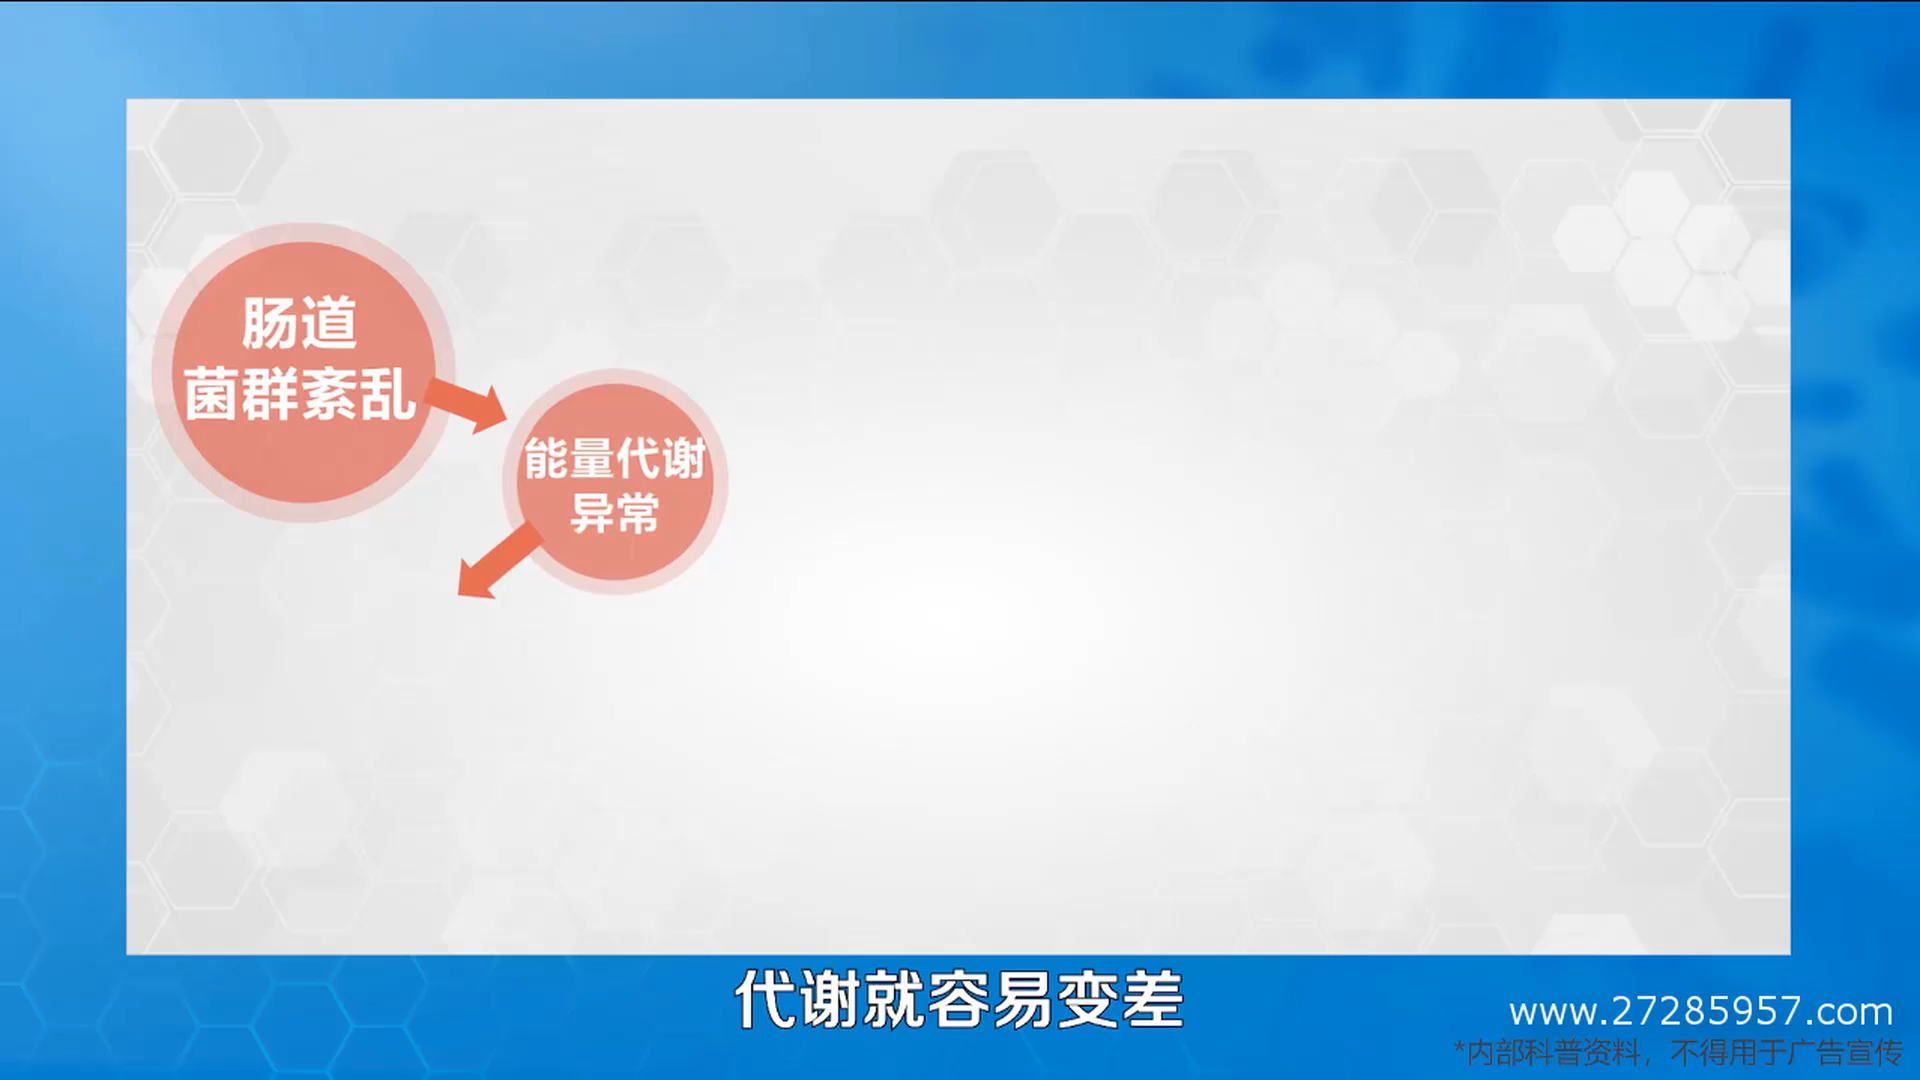 肠道
菌群紊乱
能量代谢
异常
代谢就容易变差
www.27285957.com
*内部科普资料，不得用于广告宣传